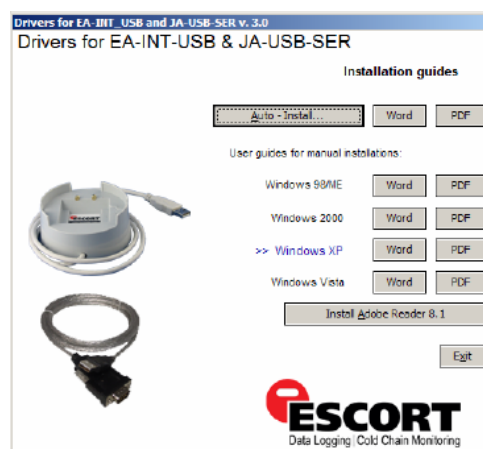 Drivers for EA-INT_USB and JA-USB-SER v. 3.0
Drivers for EA-INT-USB & JA-USB-SER
Installation guides
Auto - Install... Word PDF
User guides for manual installations:
Windows 98/ME Word PDF
Windows 2000 Word PDF
>> Windows XP Word PDF
Windows Vista Word PDF
Install Adobe Reader 8.1
Exit
ESCORT
ESCORT
Data Logging | Cold Chain Monitoring